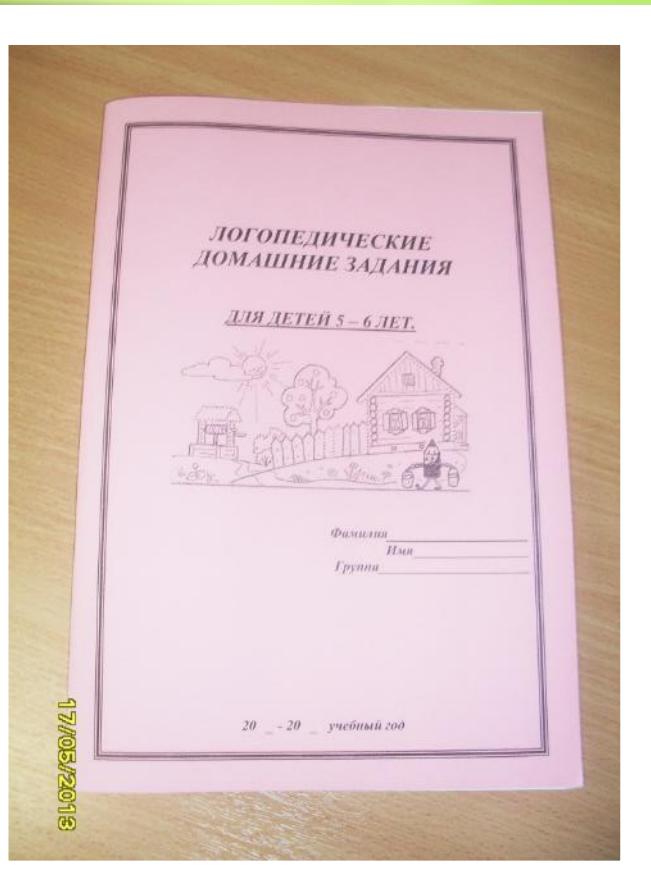 ЛОГОПЕДИЧЕСКИЕ
ДОМАШНИЕ ЗАДАНИЯ
ДЛЯ ДЕТЕЙ 5 – 6 ЛЕТ.
Фамилия
Имя
Группа
20 _ - 20 _ учебный год
17/05/2013